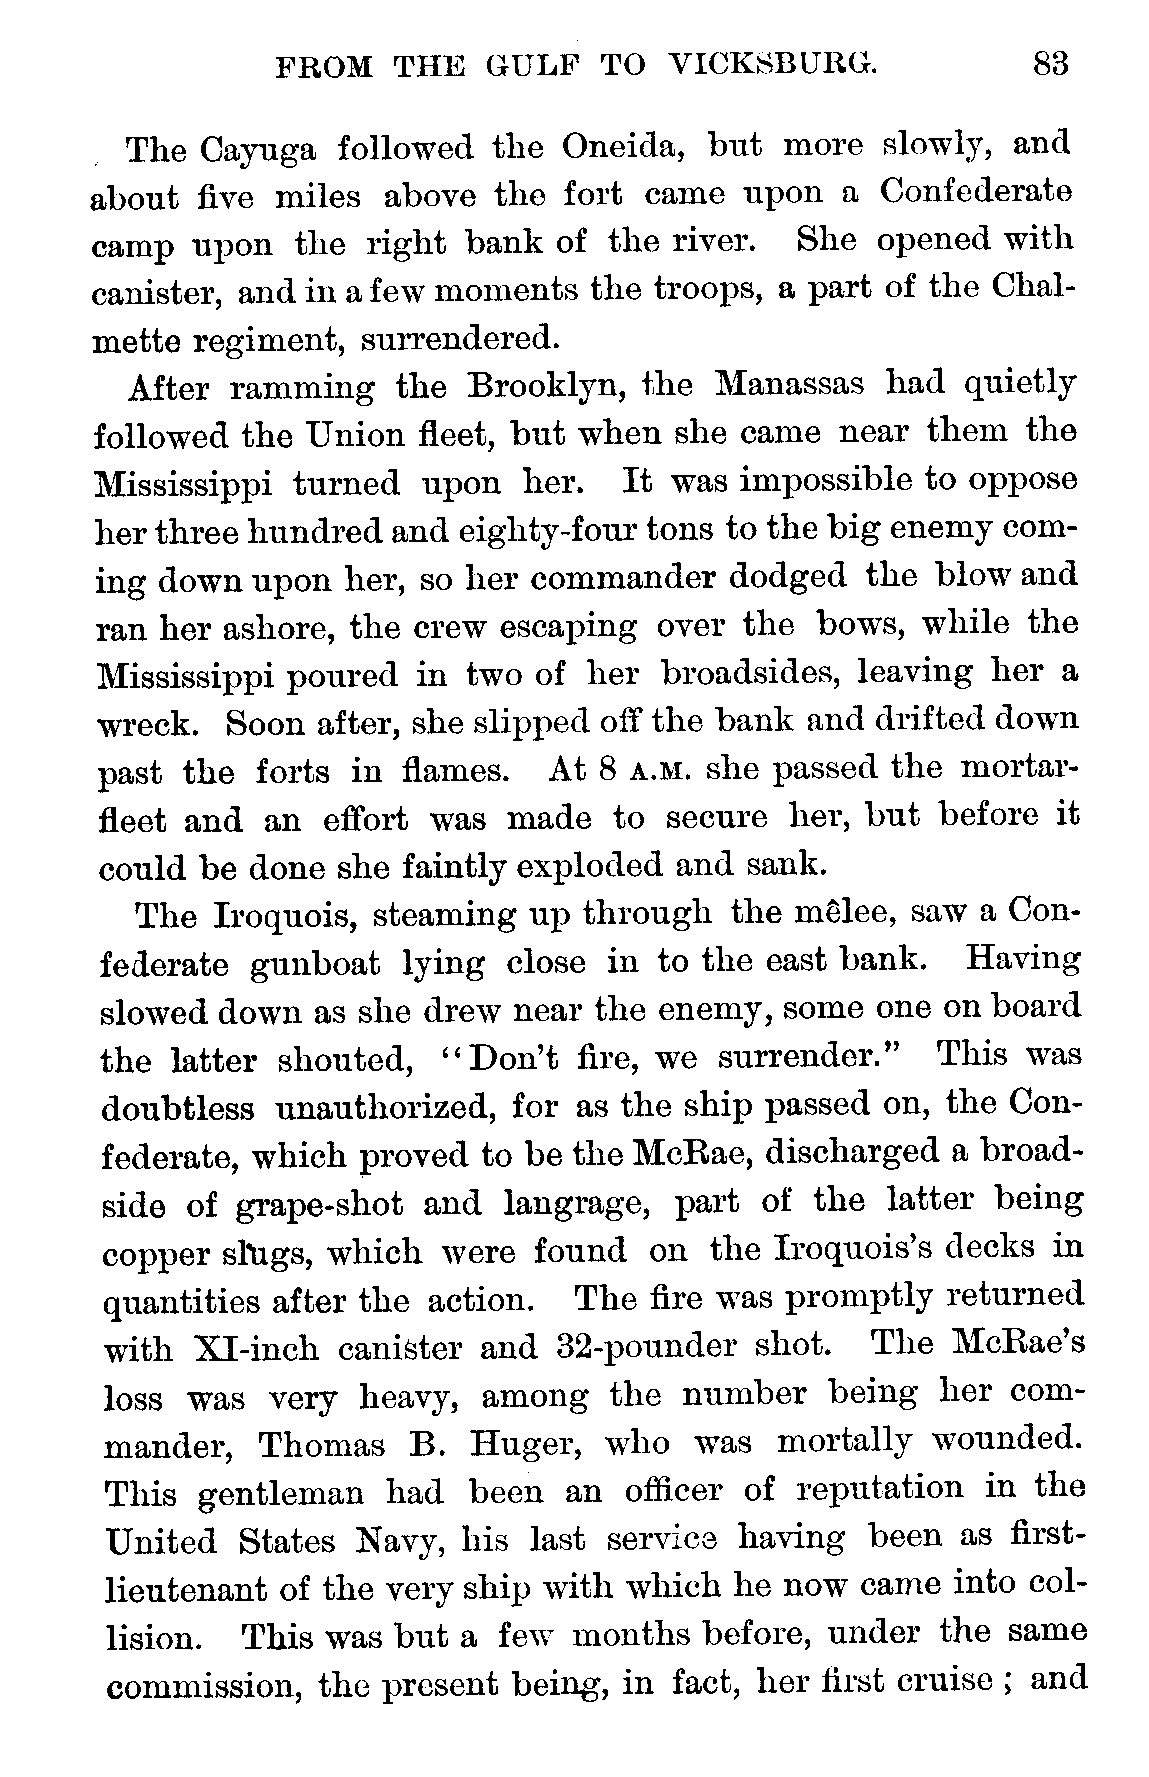 FROM THE GULF TO VICKSBURG. 83
The Cayuga followed the Oneida, but more slowly, and
about five miles above the fort came upon a Confederate
camp upon the right bank of the river. She opened with
canister, and in a few moments the troops, a part of the Chal-
mette regiment, surrendered.
After ramming the Brooklyn, the Manassas had quietly
followed the Union fleet, but when she came near them the
Mississippi turned upon her. It was impossible to oppose
her three hundred and eighty-four tons to the big enemy com-
ing down upon her, so her commander dodged the blow and
ran her ashore, the crew escaping over the bows, while the
Mississippi poured in two of her broadsides, leaving her a
wreck. Soon after, she slipped off the bank and drifted down
past the forts in flames. At 8 A.M. she passed the mortar-
fleet and an effort was made to secure her, but before it
could be done she faintly exploded and sank.
The Iroquois, steaming up through the mêlee, saw a Con-
federate gunboat lying close in to the east bank. Having
slowed down as she drew near the enemy, some one on board
the latter shouted, "Don't fire, we surrender." This was
doubtless unauthorized, for as the ship passed on, the Con-
federate, which proved to be the McRae, discharged a broad-
side of grape-shot and langrage, part of the latter being
copper slugs, which were found on the Iroquois's decks in
quantities after the action. The fire was promptly returned
with XI-inch canister and 32-pounder shot. The McRae's
loss was very heavy, among the number being her com-
mander, Thomas B. Huger, who was mortally wounded.
This gentleman had been an officer of reputation in the
United States Navy, his last service having been as first-
lieutenant of the very ship with which he now came into col-
lision. This was but a few months before, under the same
commission, the present being, in fact, her first cruise ; and